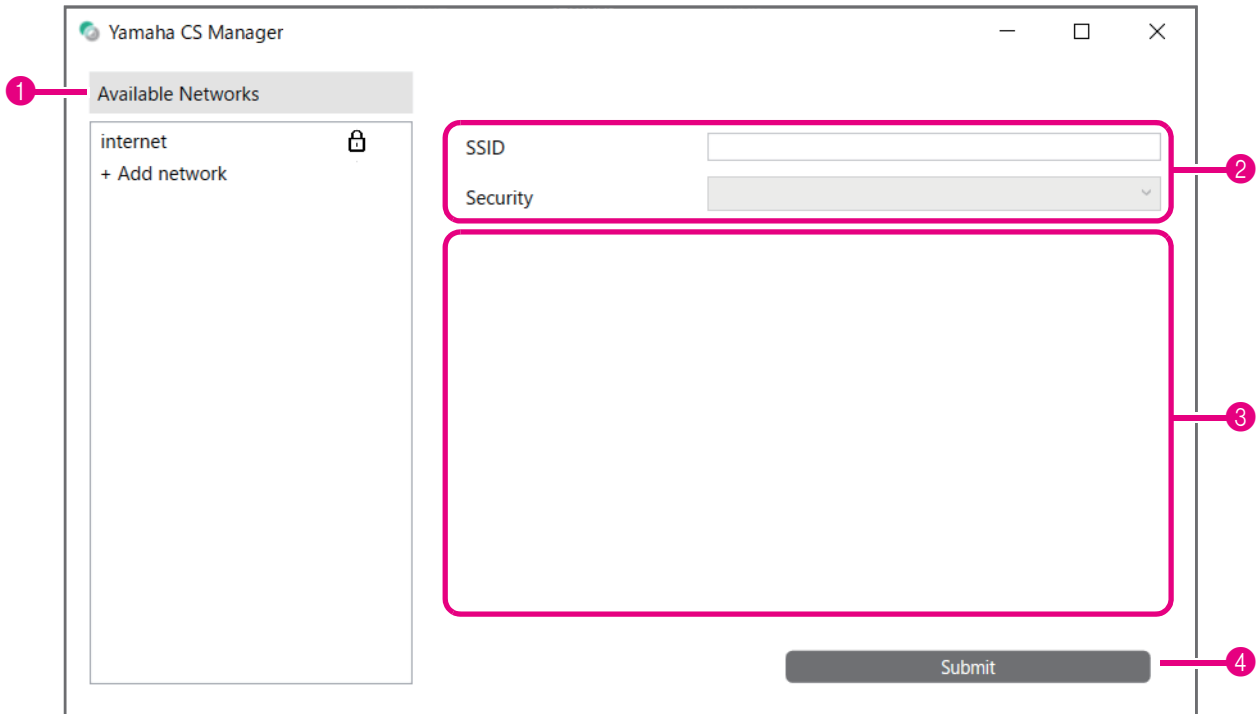 Yamaha CS Manager
1
Available Networks
internet
+ Add network
SSID
Security
2
3
Submit
4